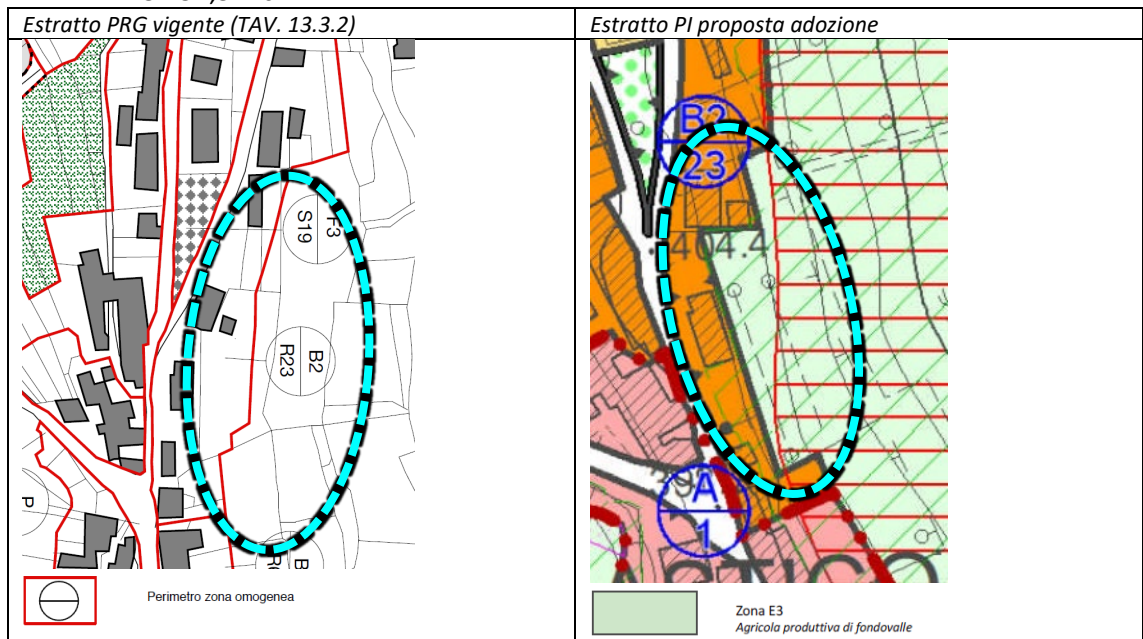 Estratto PRG vigente (TAV. 13.3.2)
Estratto PI proposta adozione
F3
S19
B2
R23
P
B2
23
404.4
A
1
Perimetro zona omogenea
Zona E3
Agricola produttiva di fondovalle